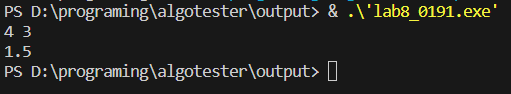 PS D:\programing\algotester\output> & .\'lab8_0191.exe'
4 3
1.5
PS D:\programing\algotester\output>